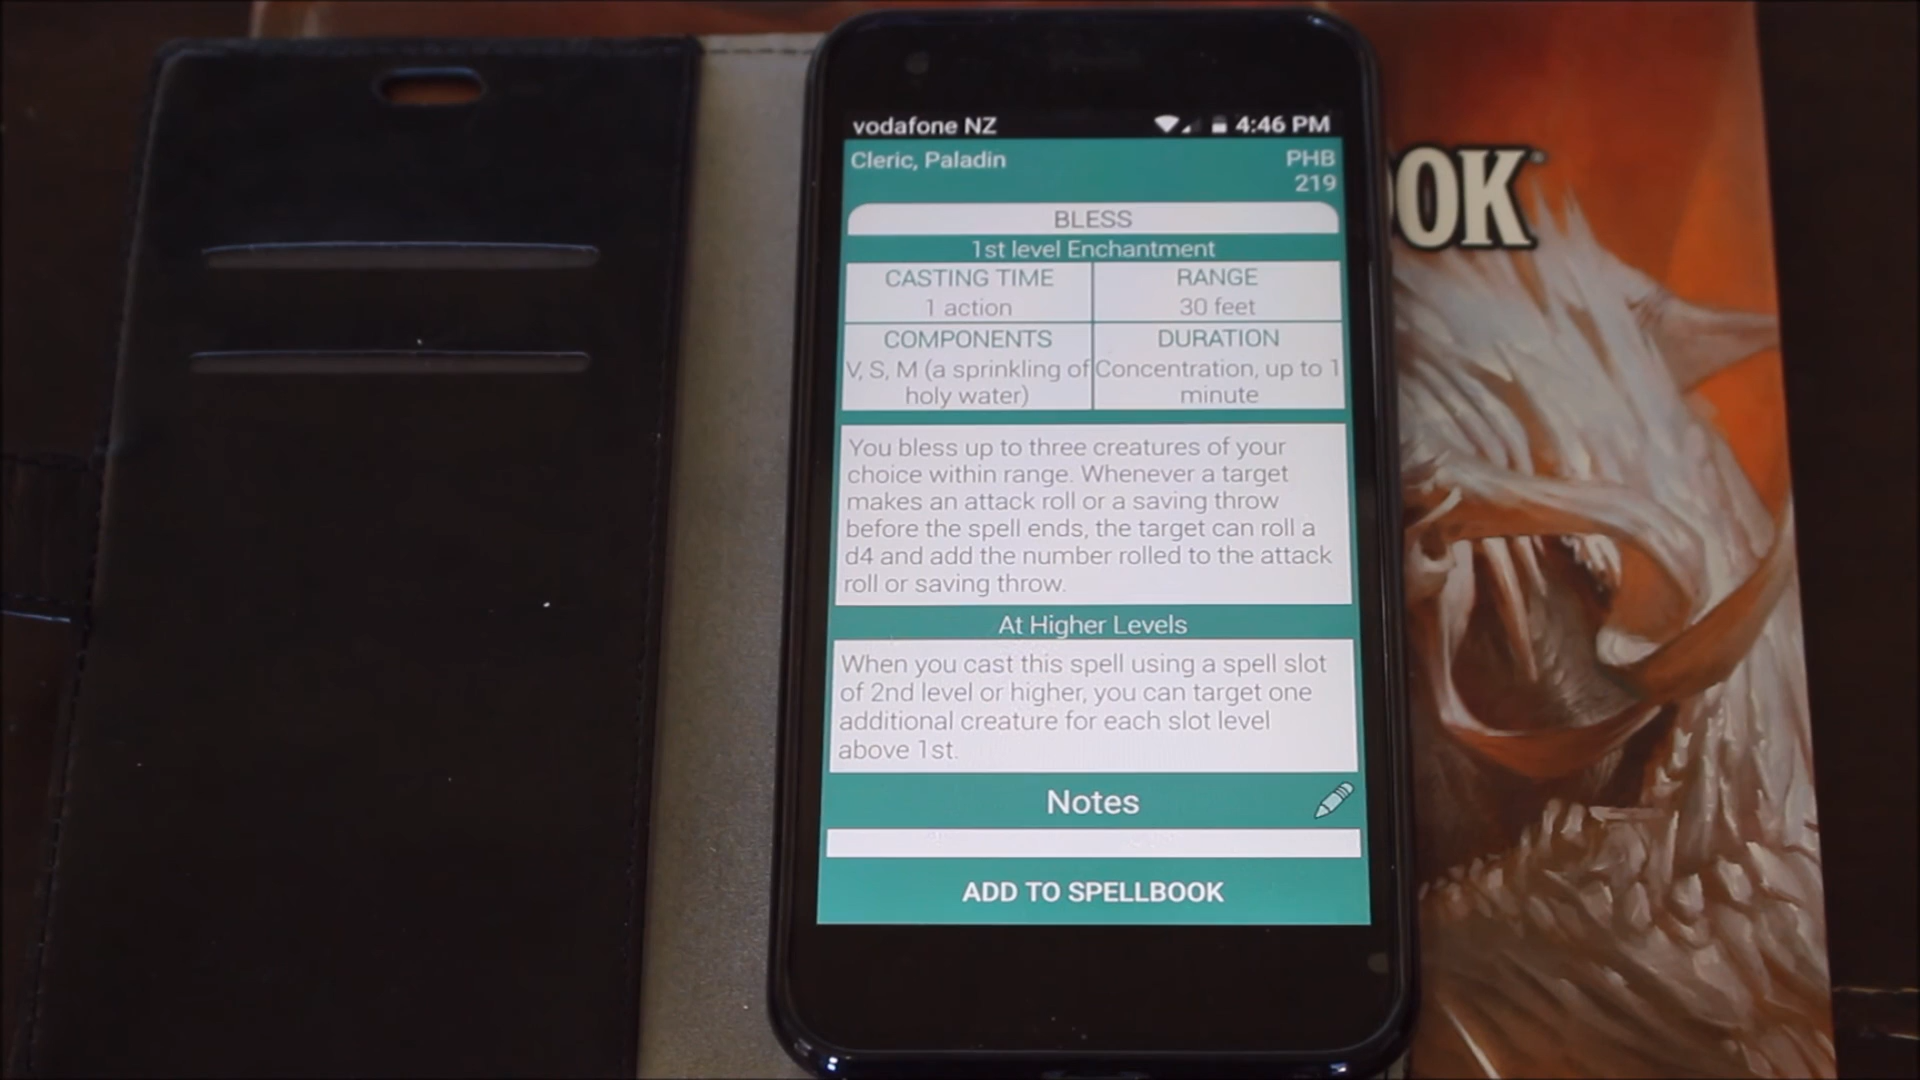 vodafone NZ 4:46 PM
Cleric, Paladin PHB
219
BLESS
1st level Enchantment
CASTING TIME RANGE
1 action 30 feet
COMPONENTS DURATION
V, S, M (a sprinkling of Concentration, up to 1
holy water) minute
You bless up to three creatures of your
choice within range. Whenever a target
makes an attack roll or a saving throw
before the spell ends, the target can roll a
d4 and add the number rolled to the attack
roll or saving throw.
At Higher Levels
When you cast this spell using a spell slot
of 2nd level or higher, you can target one
additional creature for each slot level
above 1st.
Notes
ADD TO SPELLBOOK
OOK